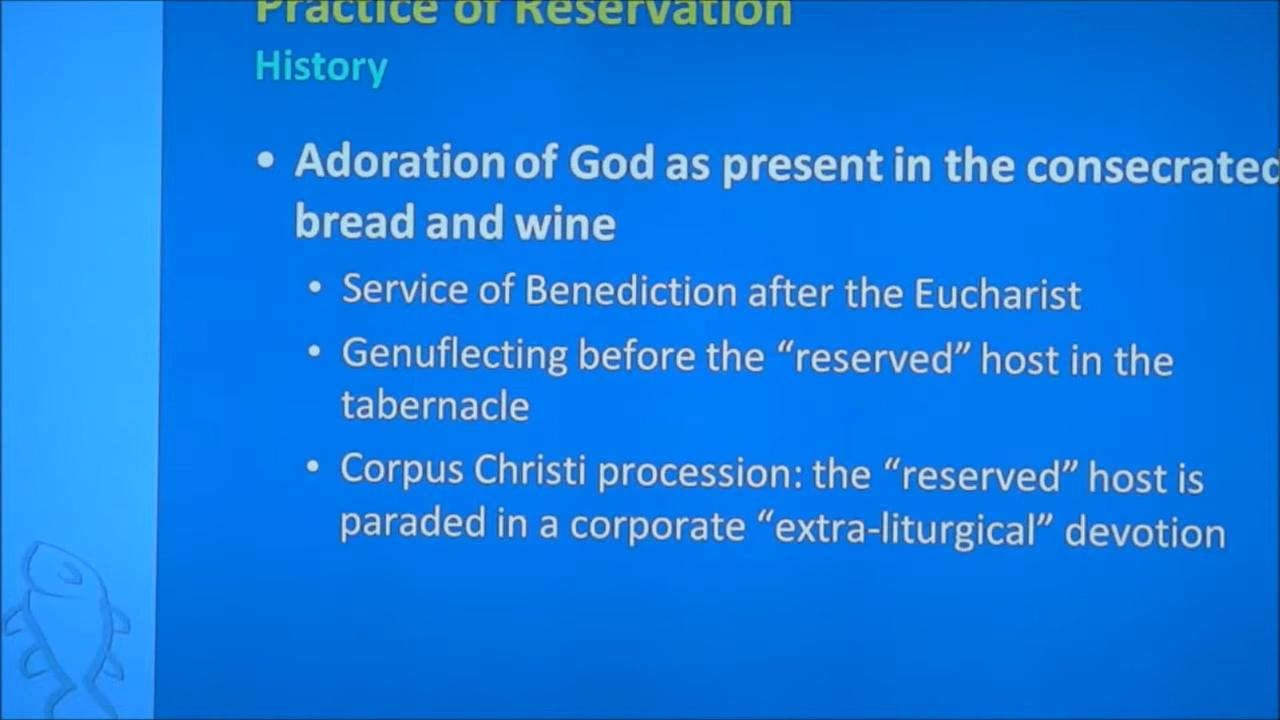 Practice of Reservation
History
• Adoration of God as present in the consecrated
bread and wine
• Service of Benediction after the Eucharist
• Genuflecting before the “reserved” host in the
tabernacle
• Corpus Christi procession: the “reserved” host is
paraded in a corporate “extra-liturgical” devotion